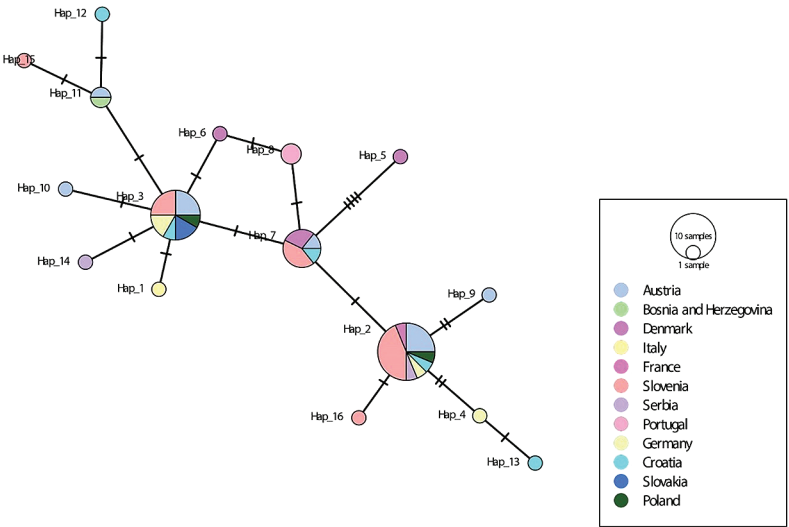 Hap_12
Hap_15
Hap_11
Hap_6
Hap_8
Hap_5
Hap_10
Hap_3
Hap_7
Hap_14
Hap_1
Hap_9
Hap_2
Hap_16
Hap_4
Hap_13
10 samples
1 sample
Austria
Bosnia and Herzegovina
Denmark
Italy
France
Slovenia
Serbia
Portugal
Germany
Croatia
Slovakia
Poland